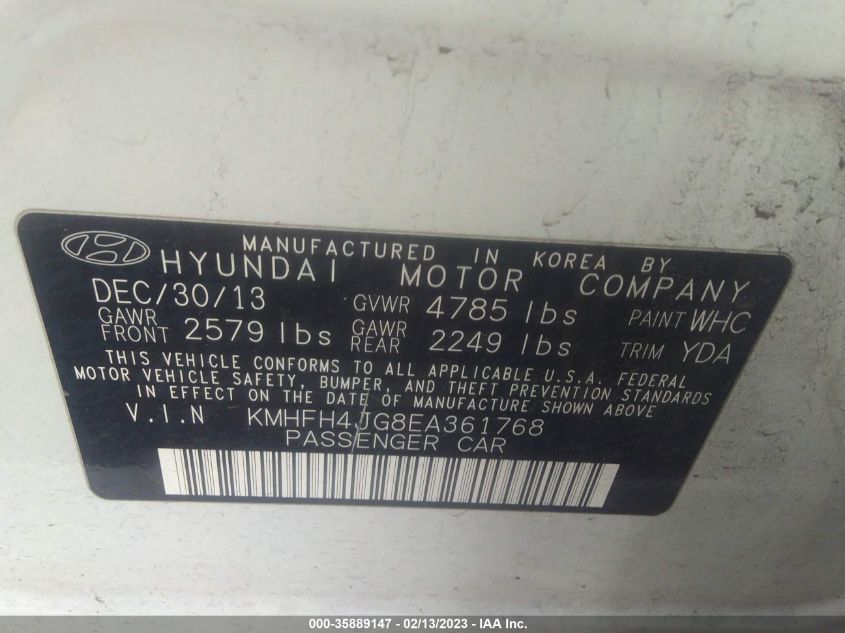 MANUFACTURED IN KOREA BY
HYUNDAI MOTOR COMPANY
DEC/30/13 GVWR 4785 lbs PAINT WHC
GAWR FRONT 2579 lbs GAWR REAR 2249 lbs TRIM YDA
THIS VEHICLE CONFORMS TO ALL APPLICABLE U.S.A. FEDERAL
MOTOR VEHICLE SAFETY, BUMPER, AND THEFT PREVENTION STANDARDS
IN EFFECT ON THE DATE OF MANUFACTURE SHOWN ABOVE
V.I.N KMHFH4JG8EA361768
PASSENGER CAR
000-35889147 - 02/13/2023 - IAA Inc.